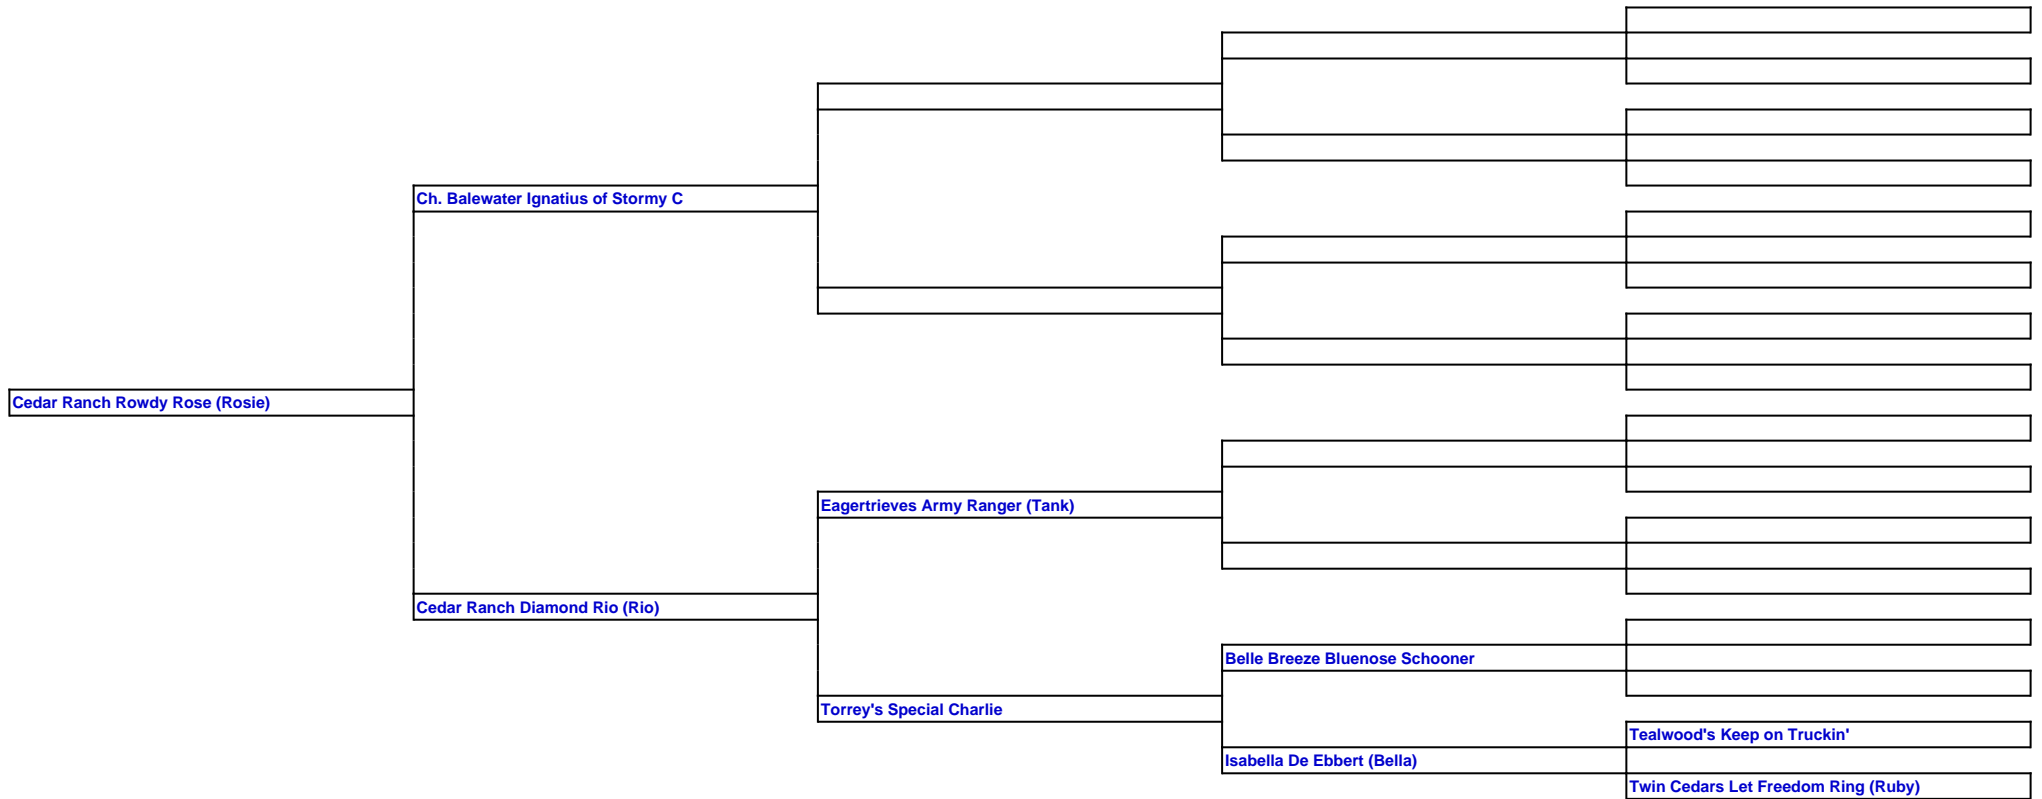 Ch. Balewater Ignatius of Stormy C
Cedar Ranch Rowdy Rose (Rosie)
Eagertrieves Army Ranger (Tank)
Cedar Ranch Diamond Rio (Rio)
Belle Breeze Bluenose Schooner
Torrey's Special Charlie
Tealwood's Keep on Truckin'
Isabella De Ebbert (Bella)
Twin Cedars Let Freedom Ring (Ruby)